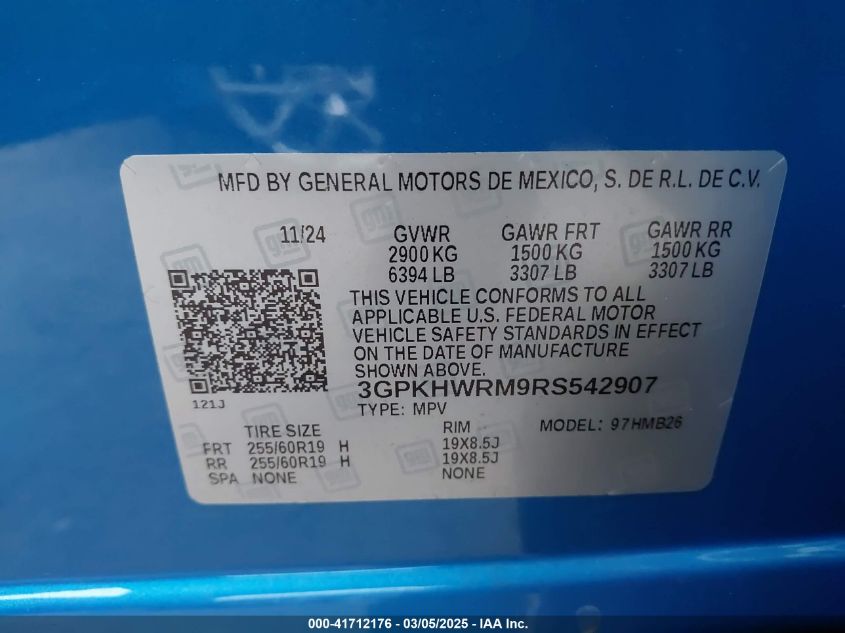 MFD BY GENERAL MOTORS DE MEXICO, S. DE R.L. DE C.V.
11/24 GVWR GAWR FRT GAWR RR
2900 KG 1500 KG 1500 KG
6394 LB 3307 LB 3307 LB
THIS VEHICLE CONFORMS TO ALL
APPLICABLE U.S. FEDERAL MOTOR
VEHICLE SAFETY STANDARDS IN EFFECT
ON THE DATE OF MANUFACTURE
SHOWN ABOVE.
3GPKHWRM9RS542907
121J
TYPE: MPV
TIRE SIZE RIM MODEL: 97HMB26
FRT 255/60R19 H 19X8.5J
RR 255/60R19 H 19X8.5J
SPA NONE NONE
000-41712176 - 03/05/2025 - IAA Inc.